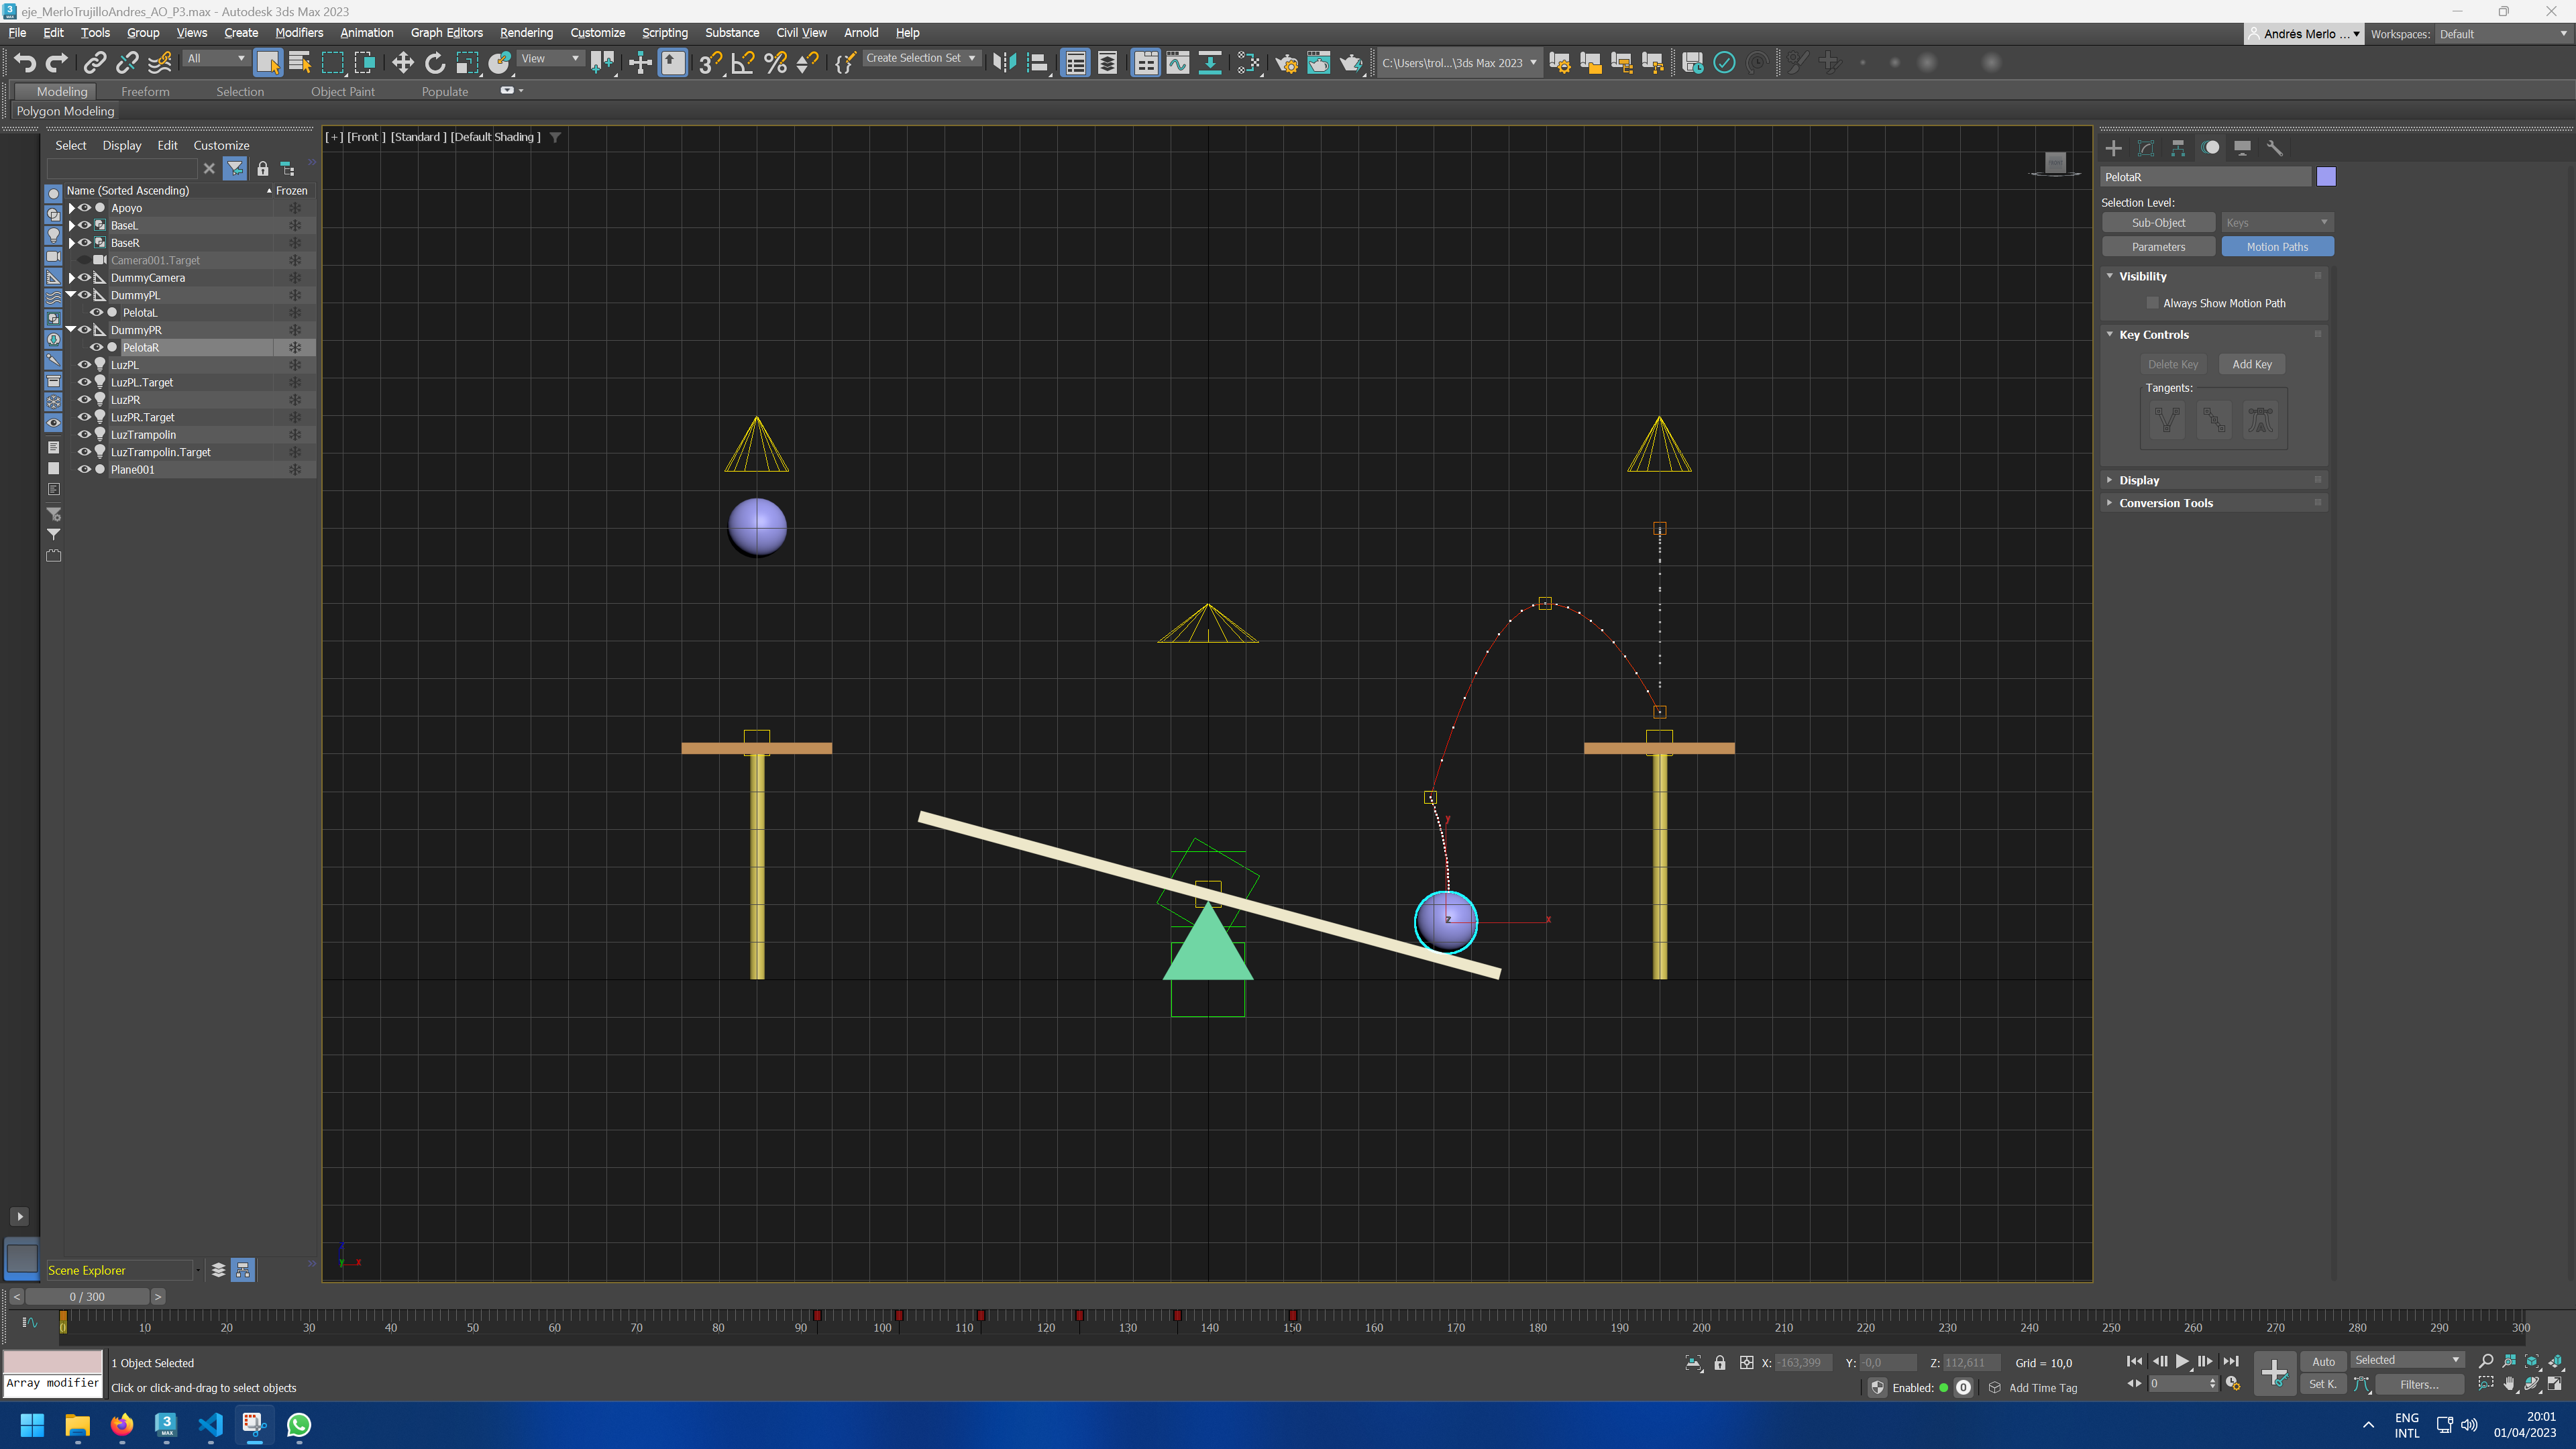 eje_MerloTrujilloAndres_AO_P3.max - Autodesk 3ds Max 2023
File Edit Tools Group Views Create Modifiers Animation Graph Editors Rendering Customize Scripting Substance Civil View Arnold Help
Andrés Merlo ... Workspaces: Default
All View Create Selection Set C:\Users\trol...\3ds Max 2023
Modeling Freeform Selection Object Paint Populate
Polygon Modeling
Select Display Edit Customize
Name (Sorted Ascending) Frozen
Apoyo
BaseL
BaseR
Camera001.Target
DummyCamera
DummyPL
PelotaL
DummyPR
PelotaR
LuzPL
LuzPL.Target
LuzPR
LuzPR.Target
LuzTrampolin
LuzTrampolin.Target
Plane001
Scene Explorer
[+] [Front ] [Standard ] [Default Shading ]
y
x
z
z
y x
PelotaR
Selection Level:
Sub-Object Keys
Parameters Motion Paths
Visibility
Always Show Motion Path
Key Controls
Delete Key Add Key
Tangents:
Display
Conversion Tools
< 0 / 300 >
0 10 20 30 40 50 60 70 80 90 100 110 120 130 140 150 160 170 180 190 200 210 220 230 240 250 260 270 280 290 300
1 Object Selected
Array modifier Click or click-and-drag to select objects
X: -163,399 Y: -0,0 Z: 112,611 Grid = 10,0
Enabled: 0 Add Time Tag
0
Auto Selected
Set K. Filters...
ENG
INTL
20:01
01/04/2023